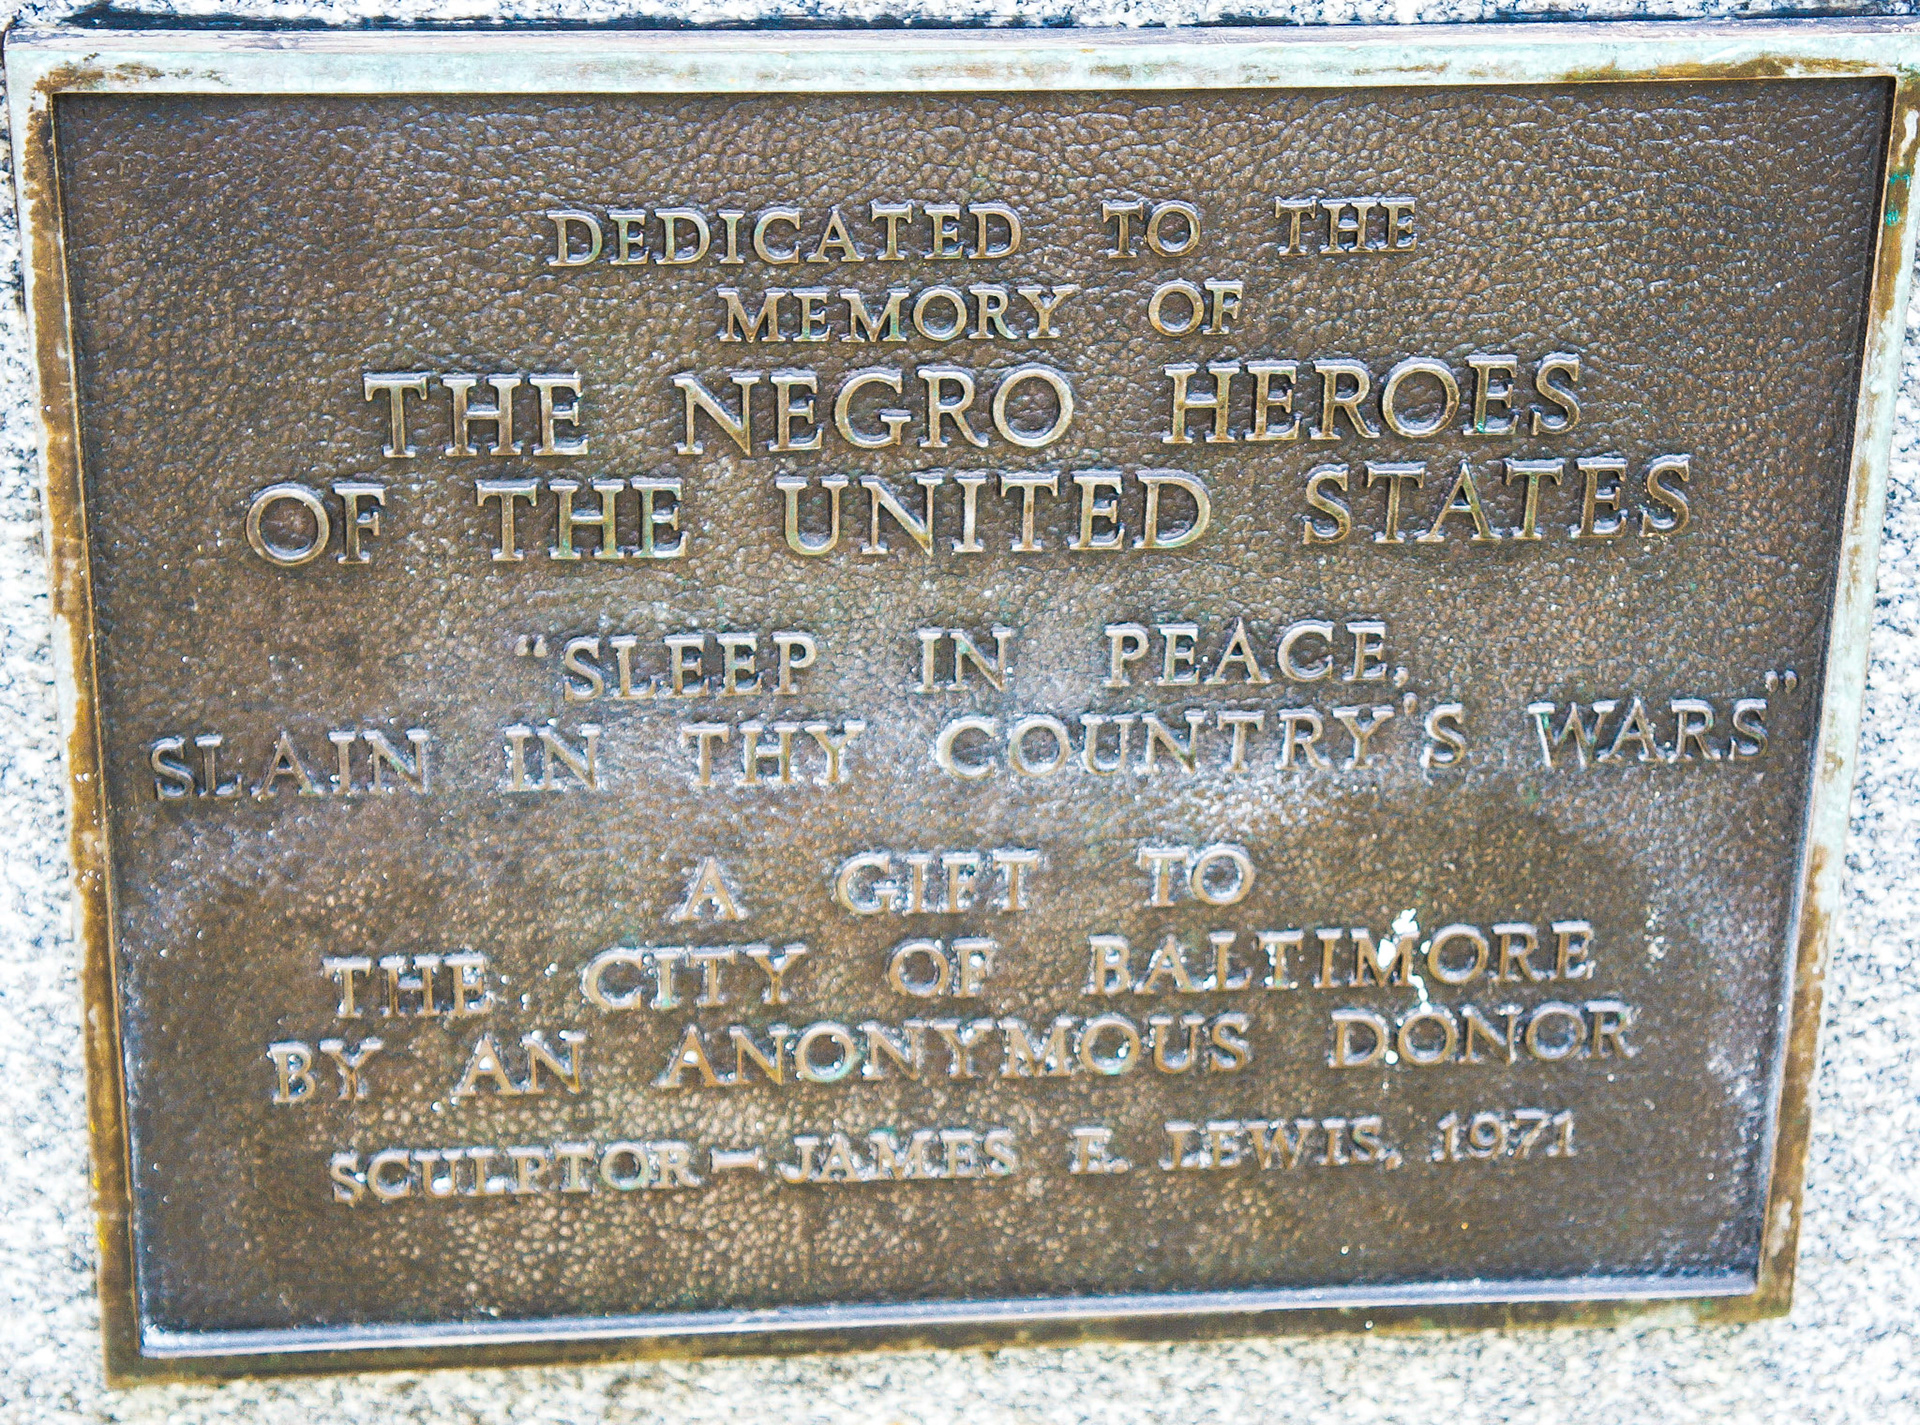 DEDICATED TO THE
MEMORY OF
THE NEGRO HEROES
OF THE UNITED STATES
“SLEEP IN PEACE,
SLAIN IN THY COUNTRY'S WARS”
A GIFT TO
THE CITY OF BALTIMORE
BY AN ANONYMOUS DONOR
SCULPTOR—JAMES E. LEWIS, 1971